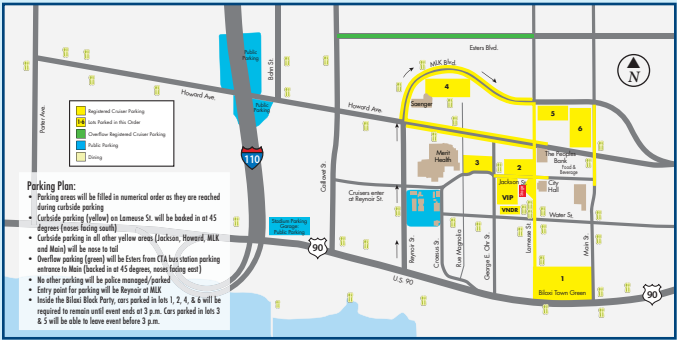 Esters Blvd.
Public
Parking
Bohn St.
MLK Blvd.
N
4
Porter Ave.
Howard Ave.
Saenger
Public
Parking
Howard Ave.
5
6
Registered Cruiser Parking
1-6 Lots Parked in this Order
Overflow Registered Cruiser Parking
Public Parking
Dining
110
Merit
Health
3
2
The Peoples
Bank
Food &
Beverage
Caillavet St.
Jackson St.
VIP
City
Hall
VNDR
Water St.
Cruisers enter
at Reynoir St.
Parking Plan:
• Parking areas will be filled in numerical order as they are reached
during curbside parking
• Curbside parking (yellow) on Lameuse St. will be backed in at 45
degrees (noses facing south)
• Curbside parking in all other yellow areas (Jackson, Howard, MLK
and Main) will be nose to tail
• Overflow parking (green) will be Esters from CTA bus station parking
entrance to Main (backed in at 45 degrees, noses facing east)
• No other parking will be police managed/parked
• Entry point for parking will be Reynoir at MLK
• Inside the Biloxi Block Party, cars parked in lots 1, 2, 4, & 6 will be
required to remain until event ends at 3 p.m. Cars parked in lots 3
& 5 will be able to leave event before 3 p.m.
Stadium Parking
Garage
Public Parking
90
Reynoir St.
Croesus St.
Rue Magnolia
George E. Ohr St.
Lameuse St.
Main St.
U.S. 90
1
Biloxi Town Green
90